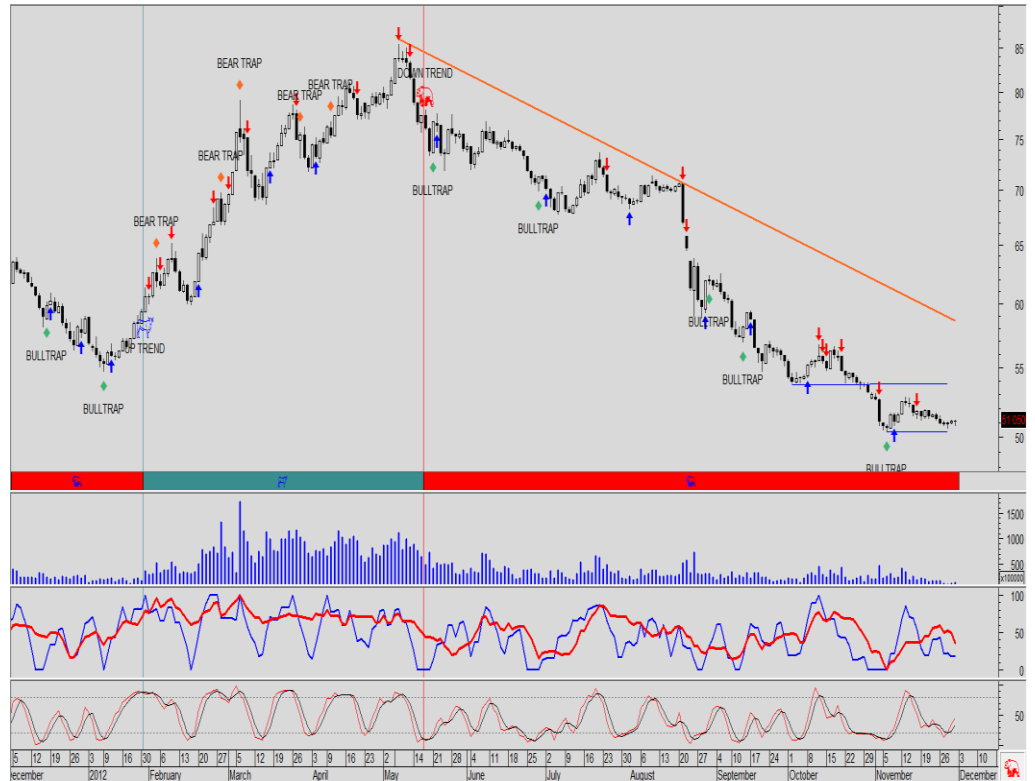 85
BEAR TRAP
80
DOWN TREND
BEAR TRAP
BEAR TRAP
75
BEAR TRAP
70
BULLTRAP
BEAR TRAP
BULLTRAP
65
60
BULLTRAP
UP TREND
BULLTRAP
55
BULLTRAP
BULLTRAP
51.050
50
BULLTRAP
1500
1000
500
x100000
100
50
0
50
5 12 19 26 3 9 16 30 6 13 20 27 5 12 19 26 3 9 16 23 2 14 21 28 4 11 18 25 2 9 16 23 30 6 13 20 27 3 10 17 24 1 8 15 22 29 5 12 19 26 3 10
ecember 2012 February March April May June July August September October November December